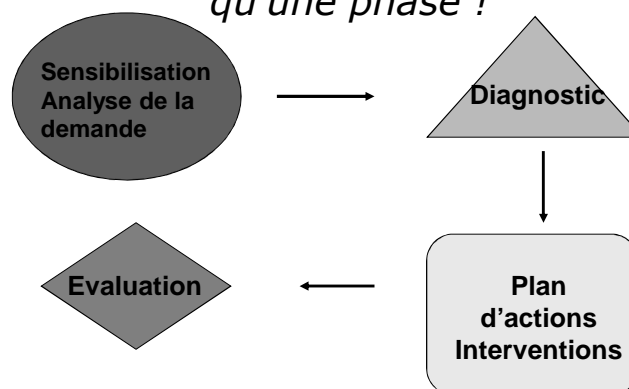 qu'une phase !
Sensibilisation
Analyse de la
demande
Diagnostic
Evaluation
Plan
d'actions
Interventions